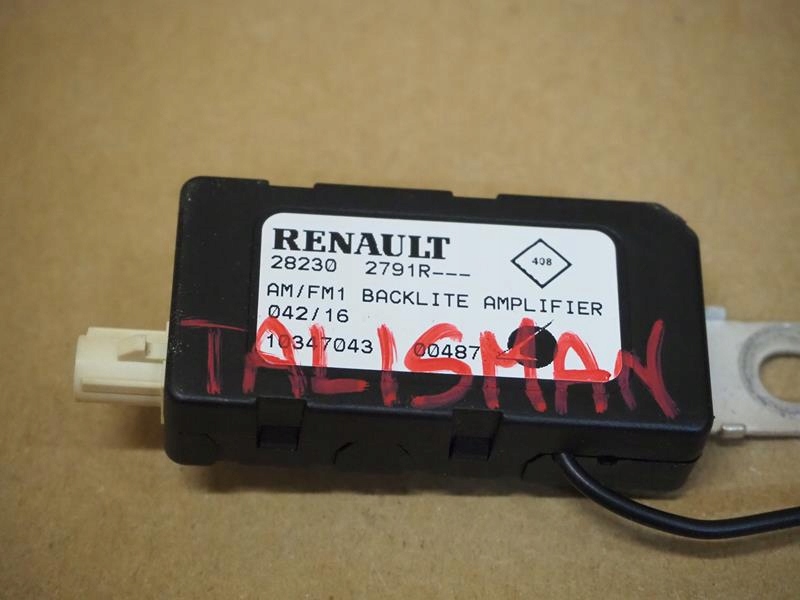 RENAULT
28230 2791R---
408
AM/FM1 BACKLITE AMPLIFIER
042/16
10347043 00487
TALISMAN